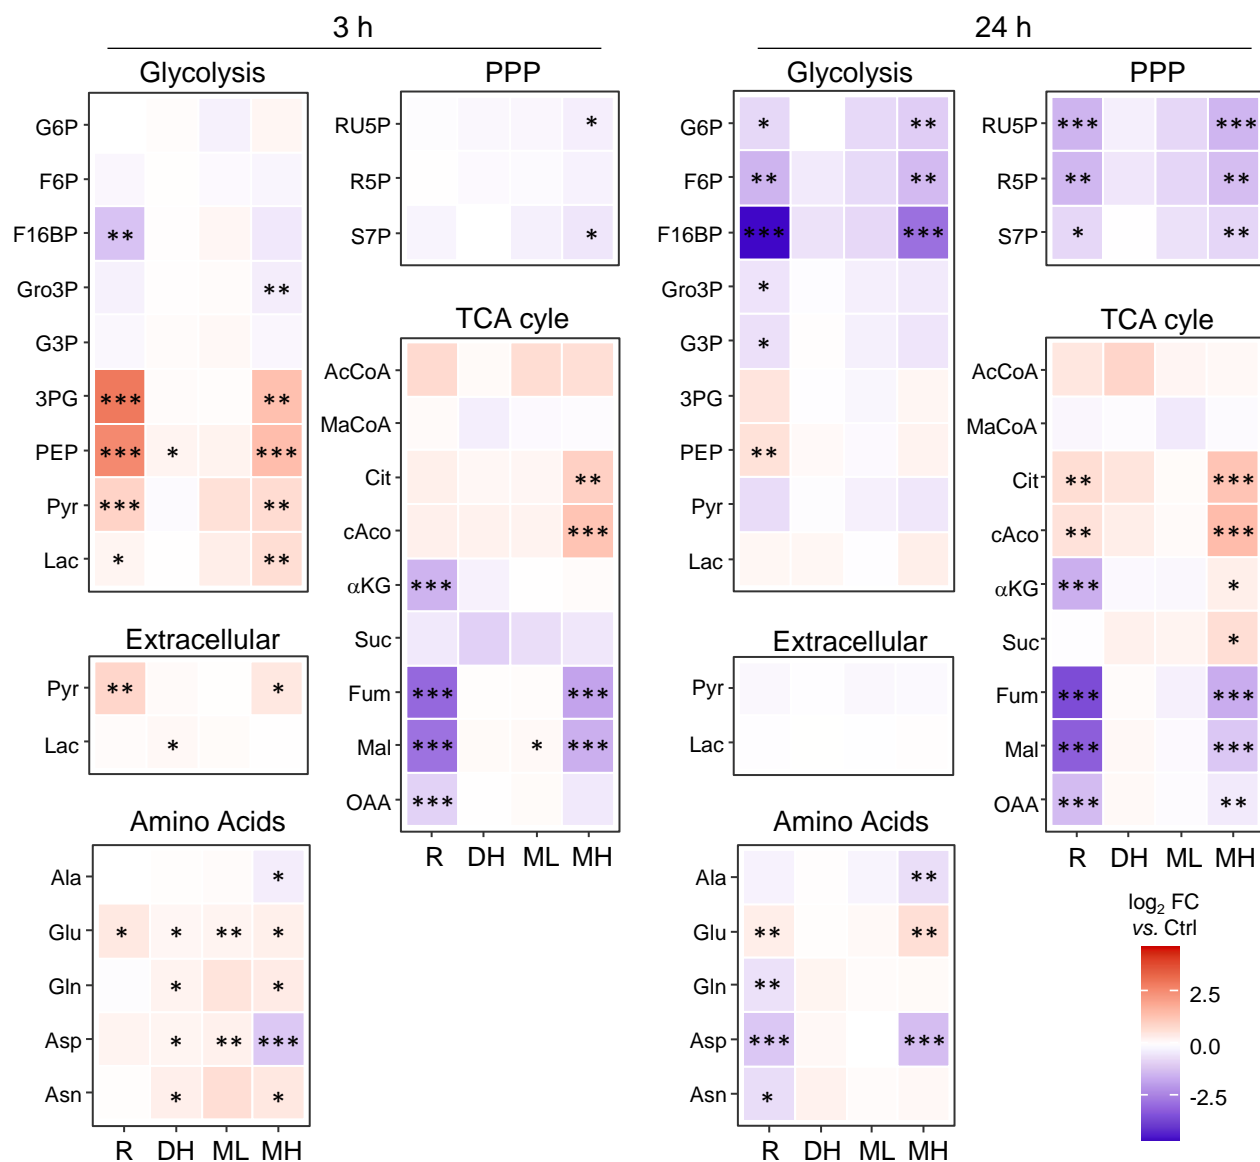 3 h
24 h
Glycolysis
G6P
*
**
F6P
**
**
F16BP
**
***
***
Gro3P
**
*
G3P
*
3PG
***
**
PEP
***
*
***
**
Pyr
***
**
Lac
*
**
PPP
RU5P
*
***
***
R5P
**
**
S7P
*
*
**
Glycolysis
G6P
F6P
F16BP
Gro3P
G3P
3PG
PEP
Pyr
Lac
PPP
RU5P
R5P
S7P
TCA cyle
AcCoA
MaCoA
Cit
**
cAco
***
αKG
***
Suc
Fum
***
***
Mal
***
*
***
OAA
***
R DH ML MH
TCA cyle
AcCoA
MaCoA
Cit
**
***
cAco
**
***
αKG
***
*
Suc
*
Fum
***
***
Mal
***
***
OAA
***
**
R DH ML MH
Extracellular
Pyr
**
*
Lac
*
Extracellular
Pyr
Lac
Amino Acids
Ala
*
Glu
*
*
**
*
Gln
*
*
Asp
*
**
***
Asn
*
*
R DH ML MH
Amino Acids
Ala
**
Glu
**
**
Gln
**
Asp
***
***
Asn
*
R DH ML MH
log₂ FC
vs. Ctrl
2.5
0.0
-2.5